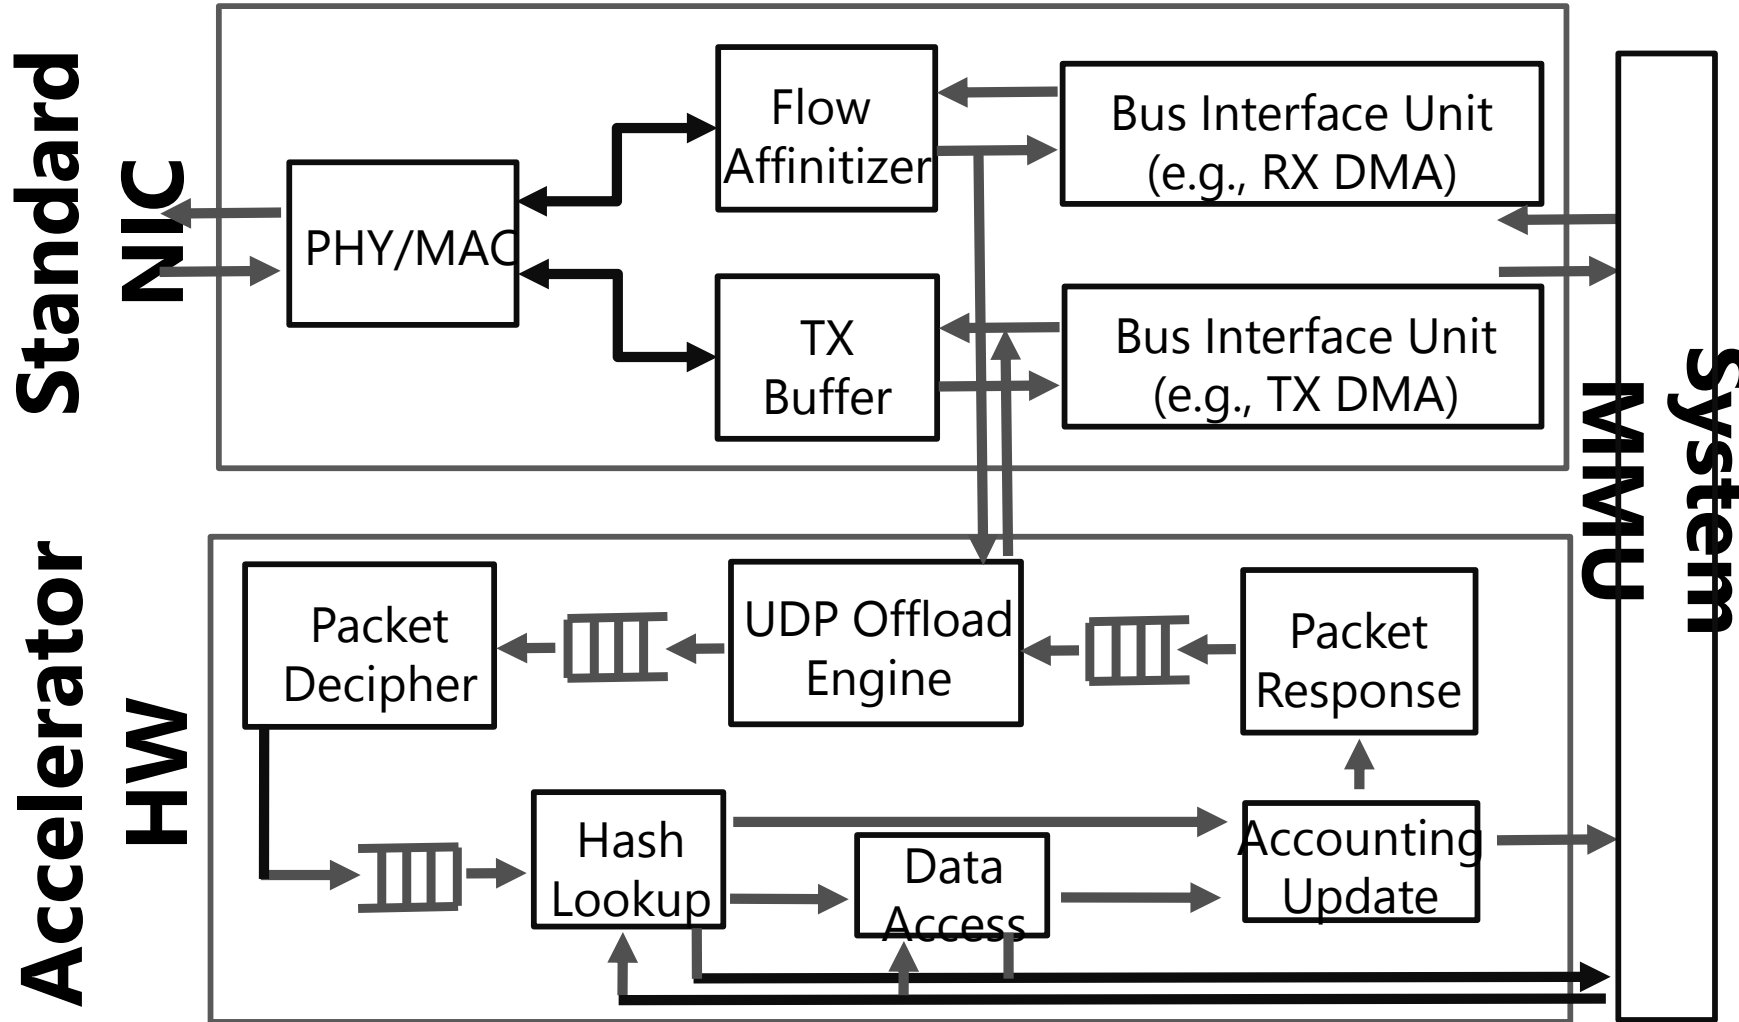 Standard
NIC
Flow
Affinitizer
Bus Interface Unit
(e.g., RX DMA)
PHY/MAC
TX
Buffer
Bus Interface Unit
(e.g., TX DMA)
System
MMU
Accelerator
HW
Packet
Decipher
UDP Offload
Engine
Packet
Response
Hash
Lookup
Data
Access
Accounting
Update